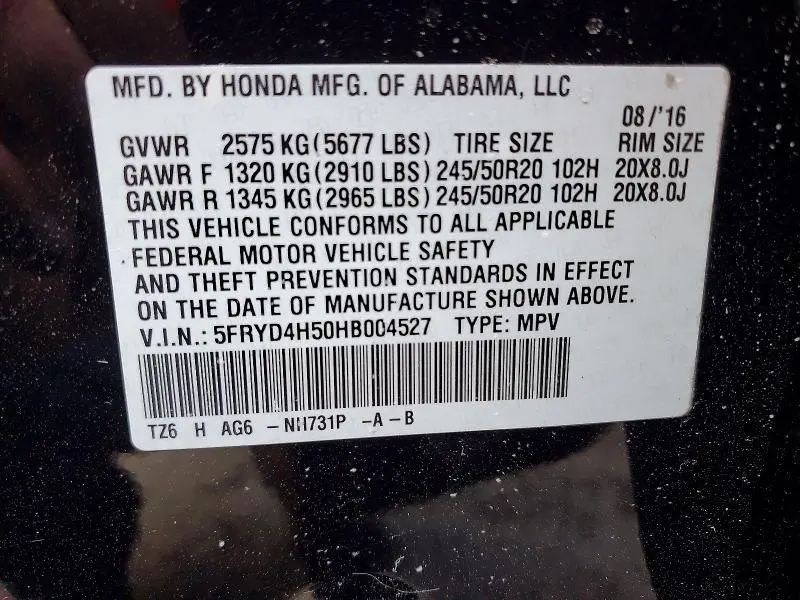 MFD. BY HONDA MFG. OF ALABAMA, LLC
08/'16
GVWR 2575 KG(5677 LBS) TIRE SIZE RIM SIZE
GAWR F 1320 KG(2910 LBS) 245/50R20 102H 20X8.0J
GAWR R 1345 KG(2965 LBS) 245/50R20 102H 20X8.0J
THIS VEHICLE CONFORMS TO ALL APPLICABLE
FEDERAL MOTOR VEHICLE SAFETY
AND THEFT PREVENTION STANDARDS IN EFFECT
ON THE DATE OF MANUFACTURE SHOWN ABOVE.
V.I.N.: 5FRYD4H50HB004527 TYPE: MPV
TZ6 H AG6 -NH731P -A-B